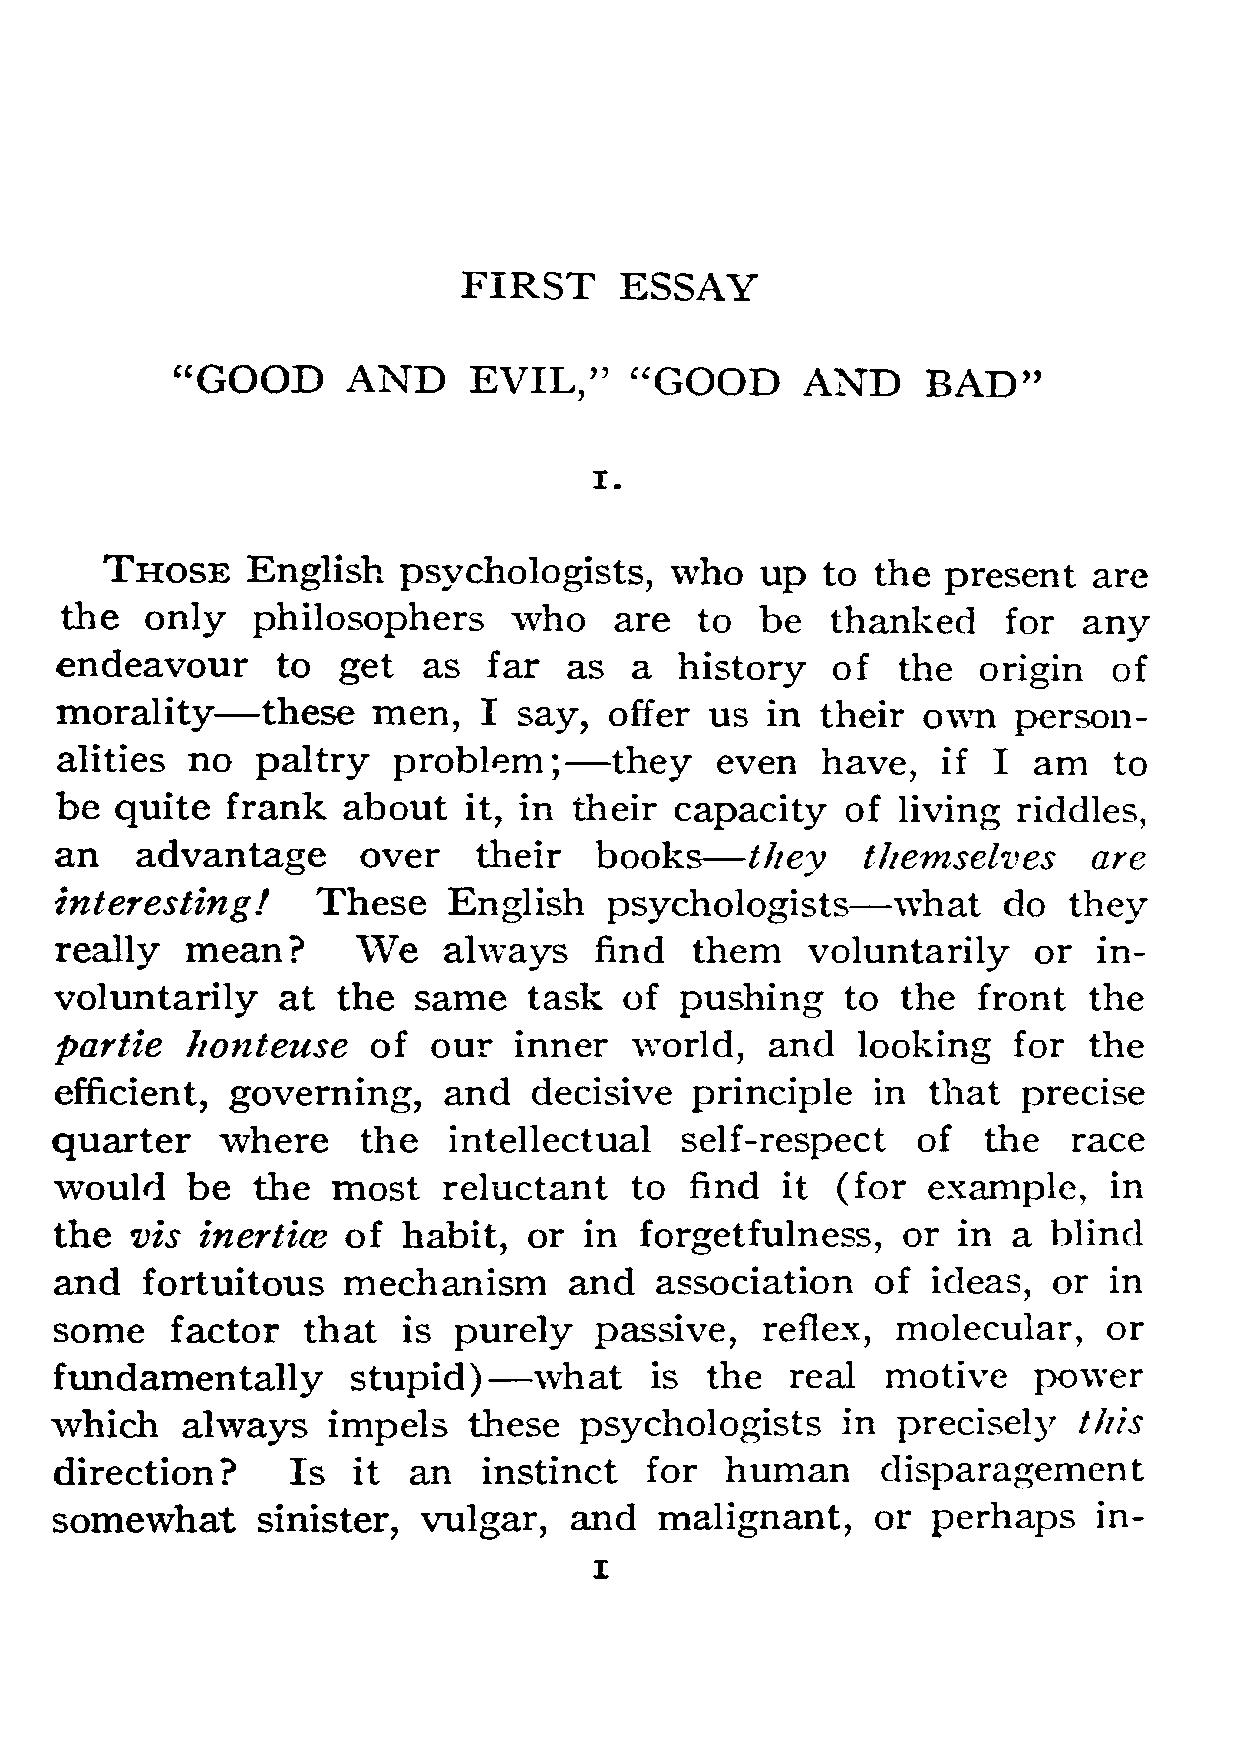 FIRST ESSAY
“GOOD AND EVIL,” “GOOD AND BAD”
1.
THOSE English psychologists, who up to the present are
the only philosophers who are to be thanked for any
endeavour to get as far as a history of the origin of
morality—these men, I say, offer us in their own person-
alities no paltry problem;—they even have, if I am to
be quite frank about it, in their capacity of living riddles,
an advantage over their books—they themselves are
interesting! These English psychologists—what do they
really mean? We always find them voluntarily or in-
voluntarily at the same task of pushing to the front the
partie honteuse of our inner world, and looking for the
efficient, governing, and decisive principle in that precise
quarter where the intellectual self-respect of the race
would be the most reluctant to find it (for example, in
the vis inertiæ of habit, or in forgetfulness, or in a blind
and fortuitous mechanism and association of ideas, or in
some factor that is purely passive, reflex, molecular, or
fundamentally stupid)—what is the real motive power
which always impels these psychologists in precisely this
direction? Is it an instinct for human disparagement
somewhat sinister, vulgar, and malignant, or perhaps in-
1